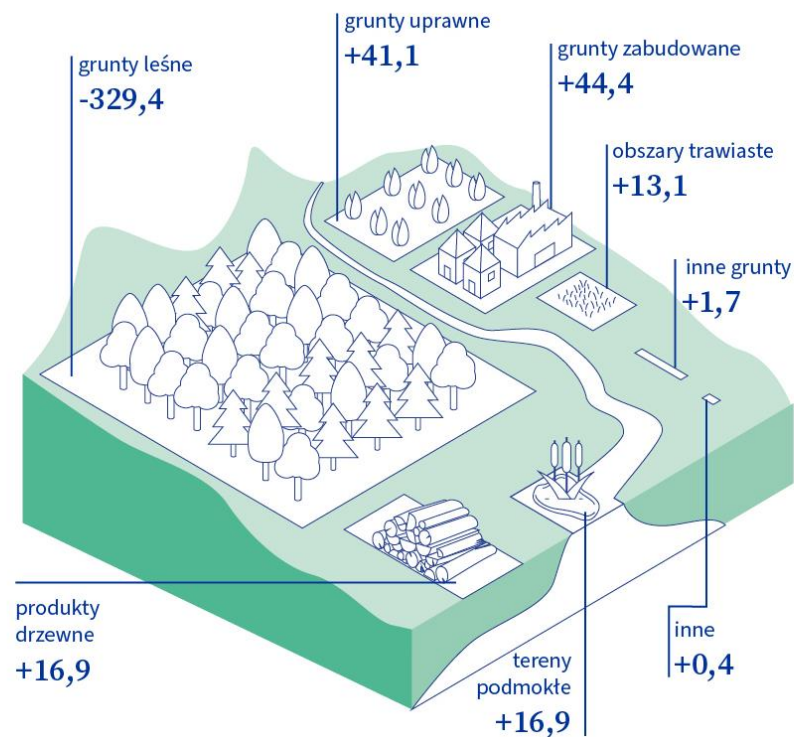 grunty uprawne
+41,1
grunty zabudowane
+44,4
grunty leśne
-329,4
obszary trawiaste
+13,1
inne grunty
+1,7
produkty
drzewne
+16,9
tereny
podmokłe
+16,9
inne
+0,4